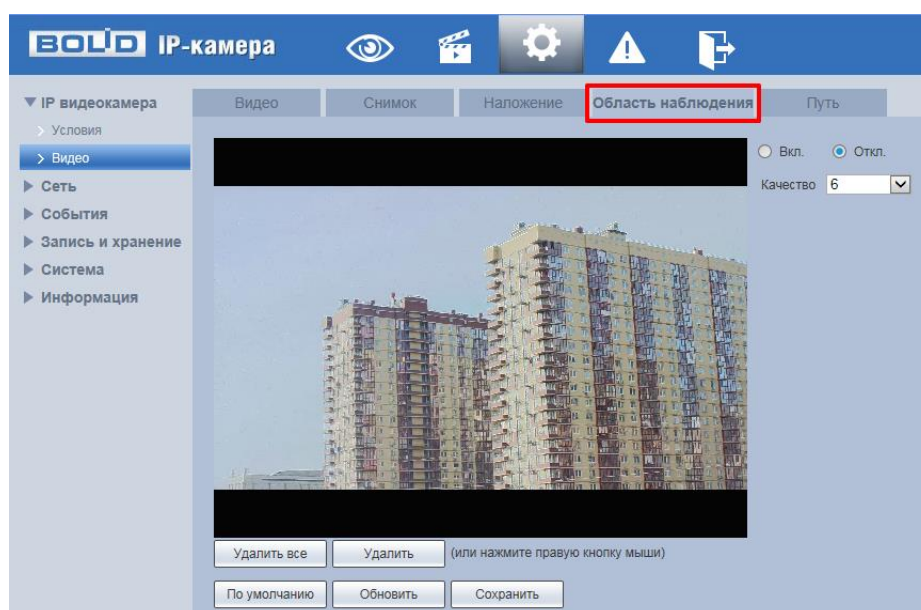 BOLID IP-камера
IP видеокамера
Условия
Видео
Сеть
События
Запись и хранение
Система
Информация
Видео Снимок Наложение Область наблюдения Путь
Вкл. Откл.
Качество 6
Удалить все Удалить (или нажмите правую кнопку мыши)
По умолчанию Обновить Сохранить